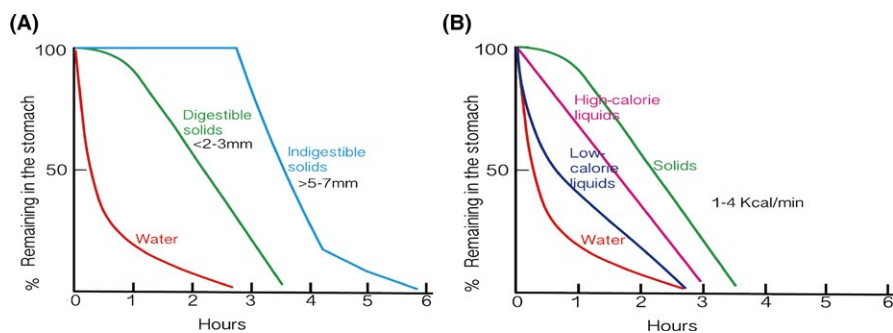 (A)
% Remaining in the stomach
100
50
Digestible
solids
<2-3mm
Indigestible
solids
>5-7mm
Water
0
1
2
3
4
5
6
Hours
(B)
% Remaining in the stomach
100
50
High-calorie
liquids
Low-
calorie
liquids
Solids
1-4 Kcal/min
Water
0
1
2
3
4
5
6
Hours